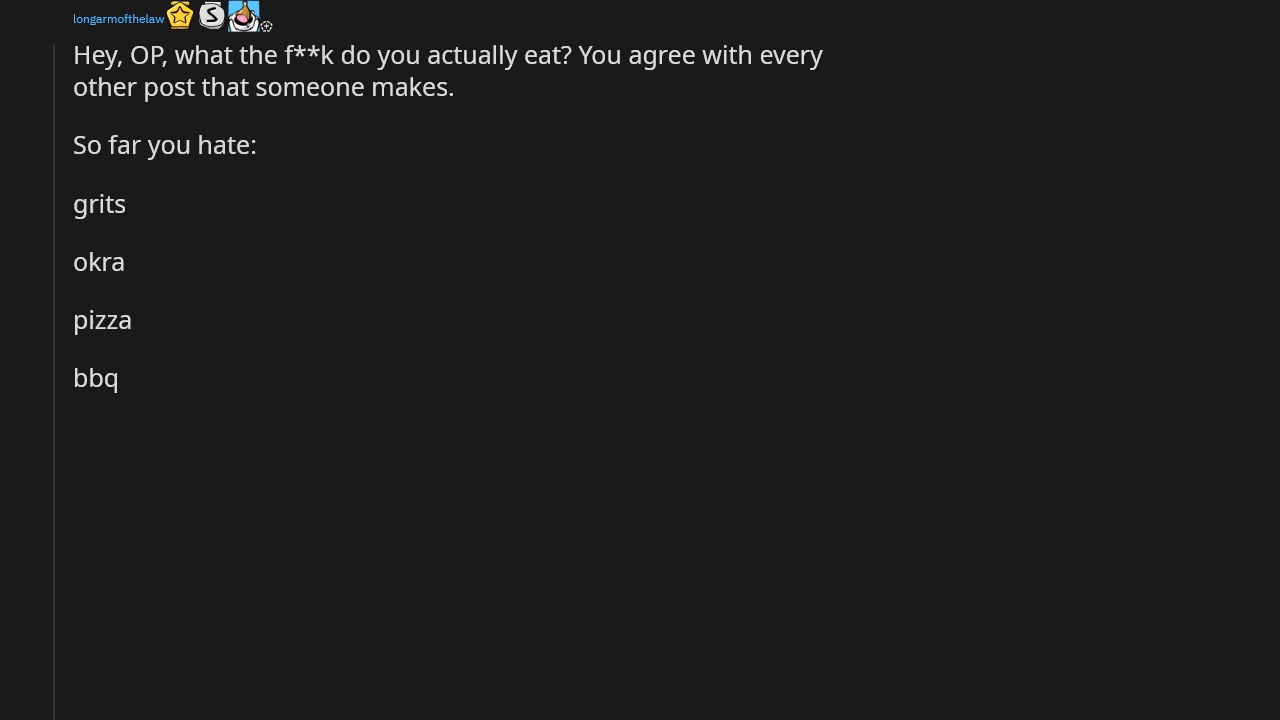 longarmofthelaw
Hey, OP, what the f**k do you actually eat? You agree with every
other post that someone makes.
So far you hate:
grits
okra
pizza
bbq